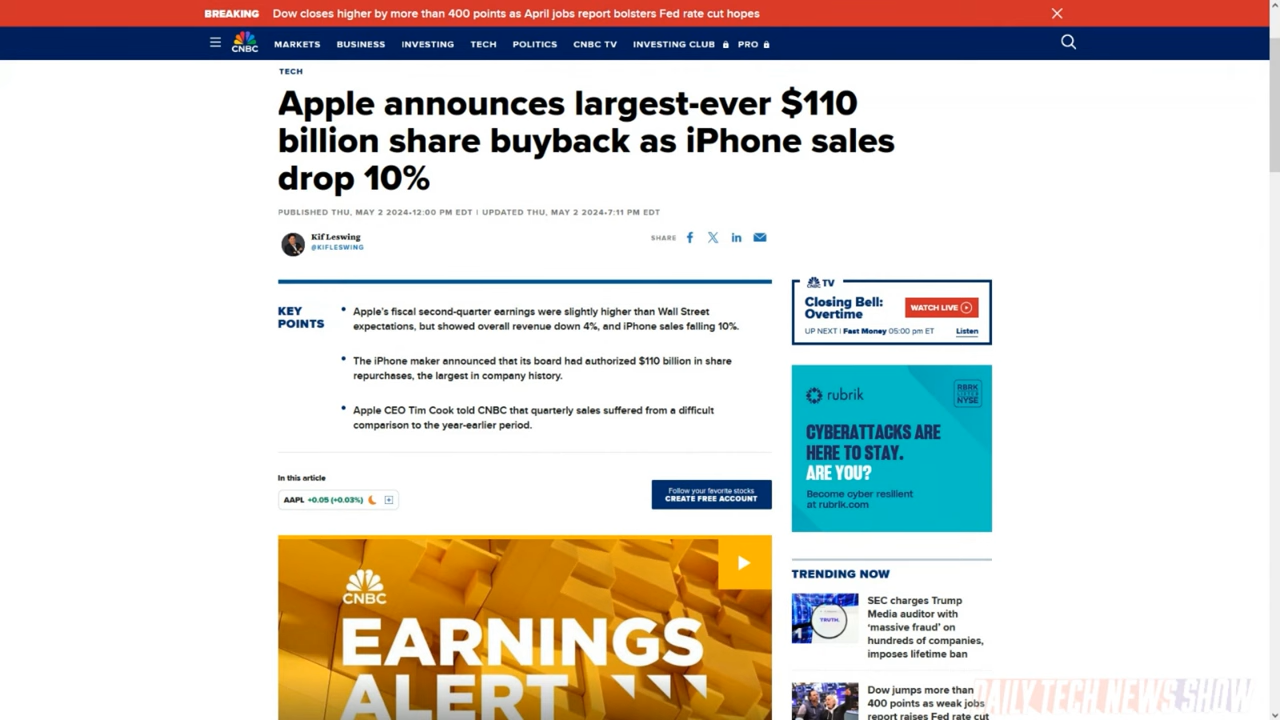 BREAKING Dow closes higher by more than 400 points as April jobs report bolsters Fed rate cut hopes
CNBC MARKETS BUSINESS INVESTING TECH POLITICS CNBC TV INVESTING CLUB PRO
TECH
Apple announces largest-ever $110
billion share buyback as iPhone sales
drop 10%
PUBLISHED THU, MAY 2 2024•12:00 PM EDT | UPDATED THU, MAY 2 2024•7:11 PM EDT
Kif Leswing
@KIFLESWING
SHARE
KEY
POINTS
Apple's fiscal second-quarter earnings were slightly higher than Wall Street
expectations, but showed overall revenue down 4%, and iPhone sales falling 10%.
The iPhone maker announced that its board had authorized $110 billion in share
repurchases, the largest in company history.
Apple CEO Tim Cook told CNBC that quarterly sales suffered from a difficult
comparison to the year-earlier period.
In this article
AAPL +0.05 (+0.03%)
Follow your favorite stocks
CREATE FREE ACCOUNT
CNBC
EARNINGS
ALERT
TV
Closing Bell:
Overtime
WATCH LIVE
UP NEXT | Fast Money 05:00 pm ET
Listen
rubrik
RBRK
LISTED
NYSE
CYBERATTACKS ARE
HERE TO STAY.
ARE YOU?
Become cyber resilient
at rubrik.com
TRENDING NOW
TRUTH.
SEC charges Trump
Media auditor with
'massive fraud' on
hundreds of companies,
imposes lifetime ban
Dow jumps more than
400 points as weak jobs
report raises Fed rate cut
DAILY TECH NEWS SHOW